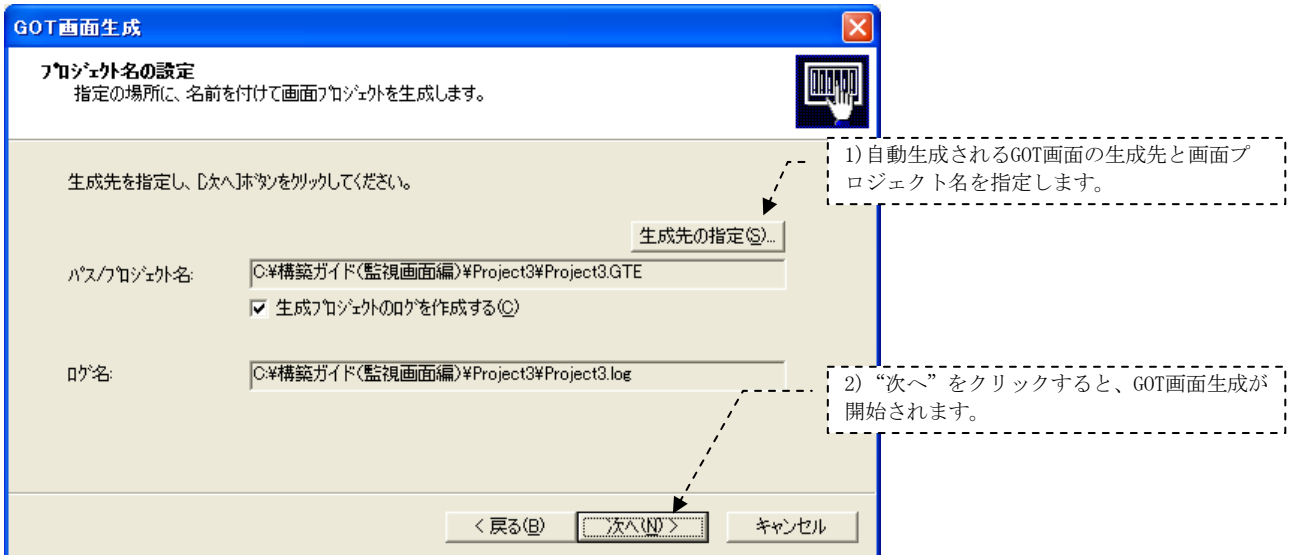 GOT画面生成
ﾌﾟﾛｼﾞｪｸﾄ名の設定
指定の場所に、名前を付けて画面ﾌﾟﾛｼﾞｪｸﾄを生成します。
1)自動生成されるGOT画面の生成先と画面プ
ロジェクト名を指定します。
生成先を指定し、[次へ]ﾎﾞﾀﾝをｸﾘｯｸしてください。
生成先の指定(S)...
ﾊﾟｽ/ﾌﾟﾛｼﾞｪｸﾄ名:
C:¥構築ガイド(監視画面編)¥Project3¥Project3.GTE
生成ﾌﾟﾛｼﾞｪｸﾄのﾛｸﾞを作成する(C)
ﾛｸﾞ名:
C:¥構築ガイド(監視画面編)¥Project3¥Project3.log
2) “次へ”をクリックすると、GOT画面生成が
開始されます。
< 戻る(B)
次へ(N) >
キャンセル